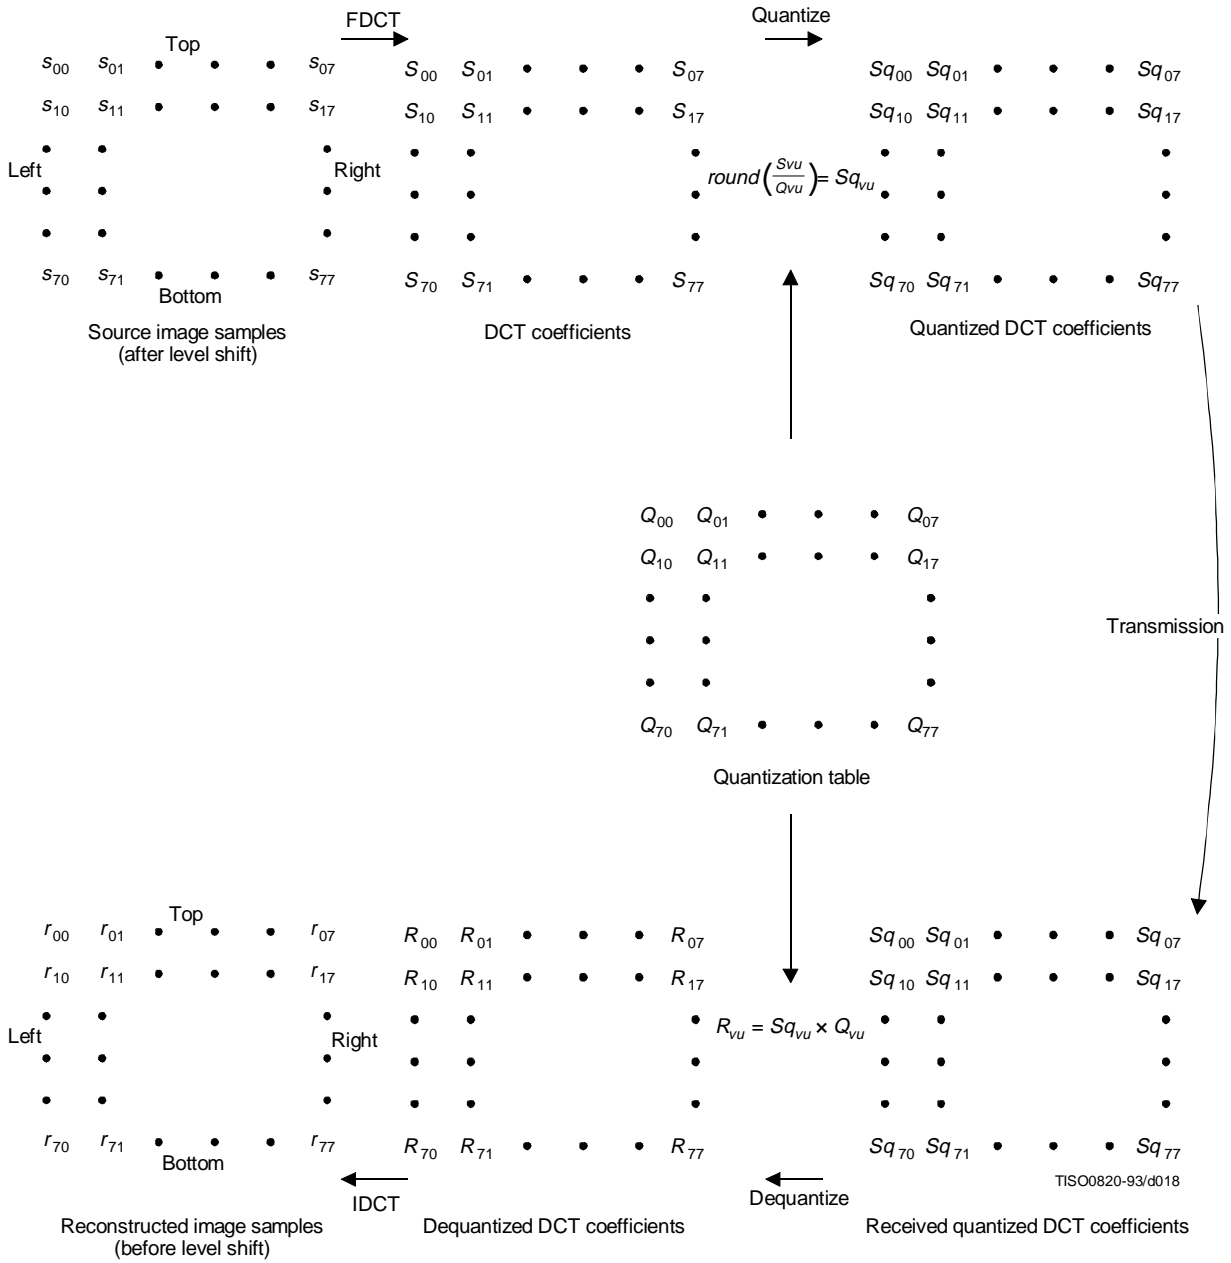 FDCT Quantize
Top
s00 s01 • • • s07 S00 S01 • • • S07 Sq00 Sq01 • • • Sq07
s10 s11 • • • s17 S10 S11 • • • S17 Sq10 Sq11 • • • Sq17
Left Right round(Svu/Qvu) = Sqvu
s70 s71 • • • s77 S70 S71 • • • S77 Sq70 Sq71 • • • Sq77
Bottom
Source image samples
(after level shift)
DCT coefficients
Quantized DCT coefficients
Q00 Q01 • • • Q07
Q10 Q11 • • • Q17
Transmission
Q70 Q71 • • • Q77
Quantization table
Top
r00 r01 • • • r07 R00 R01 • • • R07 Sq00 Sq01 • • • Sq07
r10 r11 • • • r17 R10 R11 • • • R17 Sq10 Sq11 • • • Sq17
Left Right Rvu = Sqvu × Qvu
r70 r71 • • • r77 R70 R71 • • • R77 Sq70 Sq71 • • • Sq77
Bottom
TISO0820-93/d018
IDCT Dequantize
Reconstructed image samples
(before level shift)
Dequantized DCT coefficients
Received quantized DCT coefficients